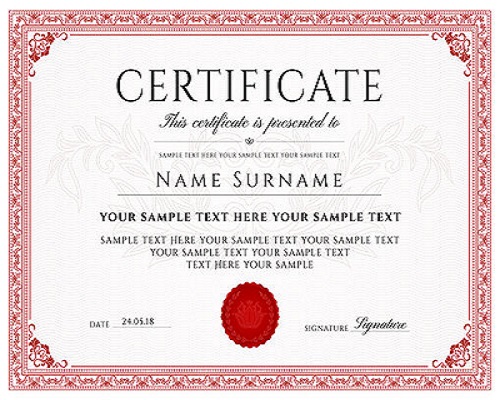 CERTIFICATE
This certificate is presented to
SAMPLE TEXT HERE YOUR SAMPLE TEXT HERE YOUR SAMPLE TEXT
NAME SURNAME
YOUR SAMPLE TEXT HERE YOUR SAMPLE TEXT
SAMPLE TEXT HERE YOUR SAMPLE TEXT HERE YOUR SAMPLE TEXT
YOUR SAMPLE TEXT YOUR SAMPLE TEXT
TEXT HERE YOUR SAMPLE
DATE 24.05.18
SIGNATURE Signature